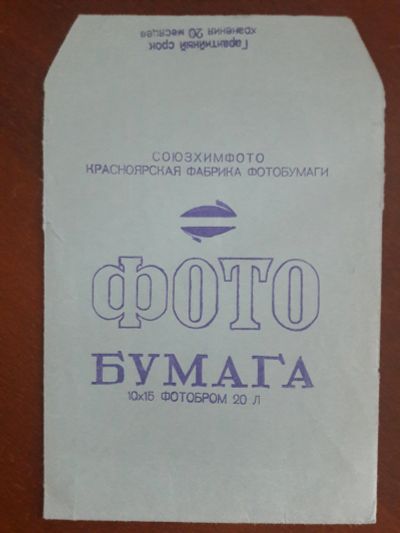 Гарантийный срок
хранения 20 месяцев
СОЮЗХИМФОТО
КРАСНОЯРСКАЯ ФАБРИКА ФОТОБУМАГИ
ФОТО
БУМАГА
10х15 ФОТОБРОМ 20 Л